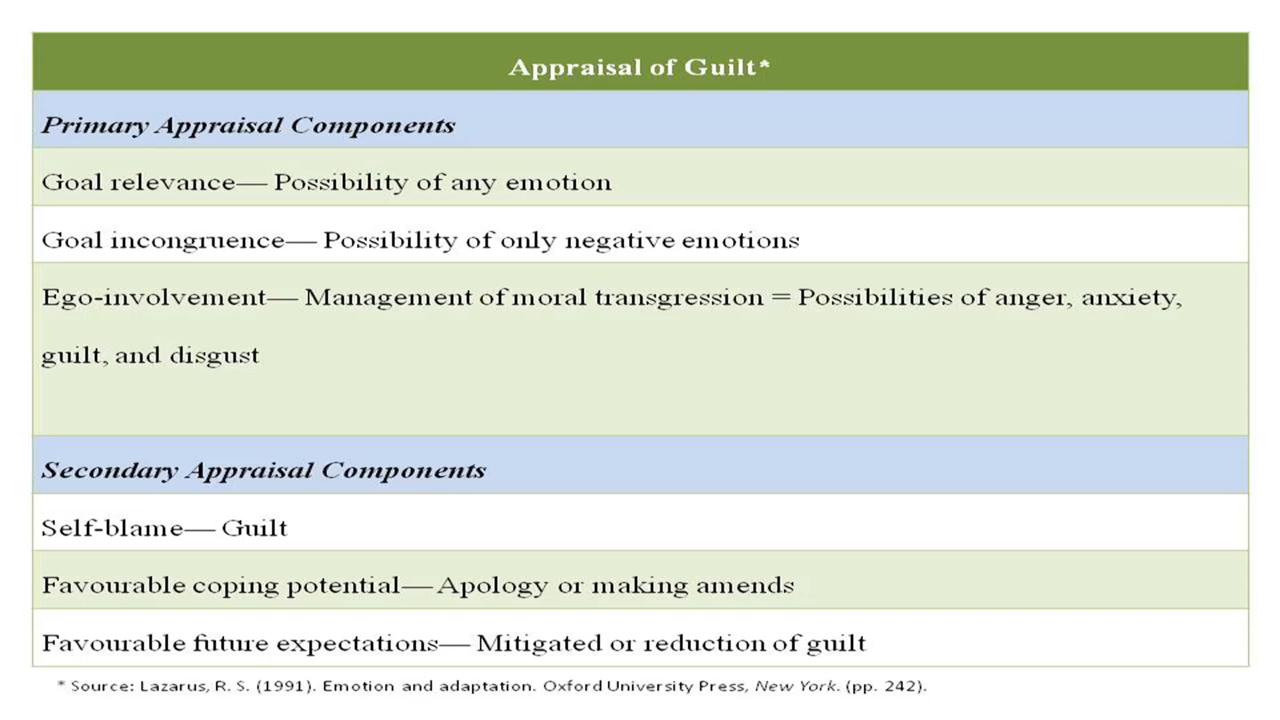 Appraisal of Guilt*
Primary Appraisal Components
Goal relevance— Possibility of any emotion
Goal incongruence— Possibility of only negative emotions
Ego-involvement— Management of moral transgression = Possibilities of anger, anxiety,
guilt, and disgust
Secondary Appraisal Components
Self-blame— Guilt
Favourable coping potential—Apology or making amends
Favourable future expectations— Mitigated or reduction of guilt
* Source: Lazarus, R. S. (1991). Emotion and adaptation. Oxford University Press, New York. (pp. 242).